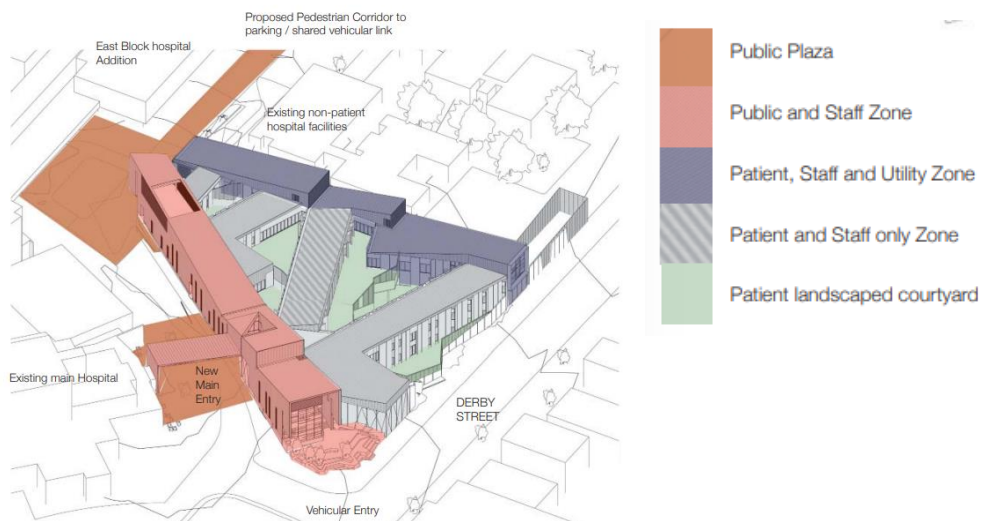 Proposed Pedestrian Corridor to
parking / shared vehicular link
East Block hospital
Addition
Existing non-patient
hospital facilities
Existing main Hospital
New
Main
Entry
DERBY
STREET
Vehicular Entry
Public Plaza
Public and Staff Zone
Patient, Staff and Utility Zone
Patient and Staff only Zone
Patient landscaped courtyard